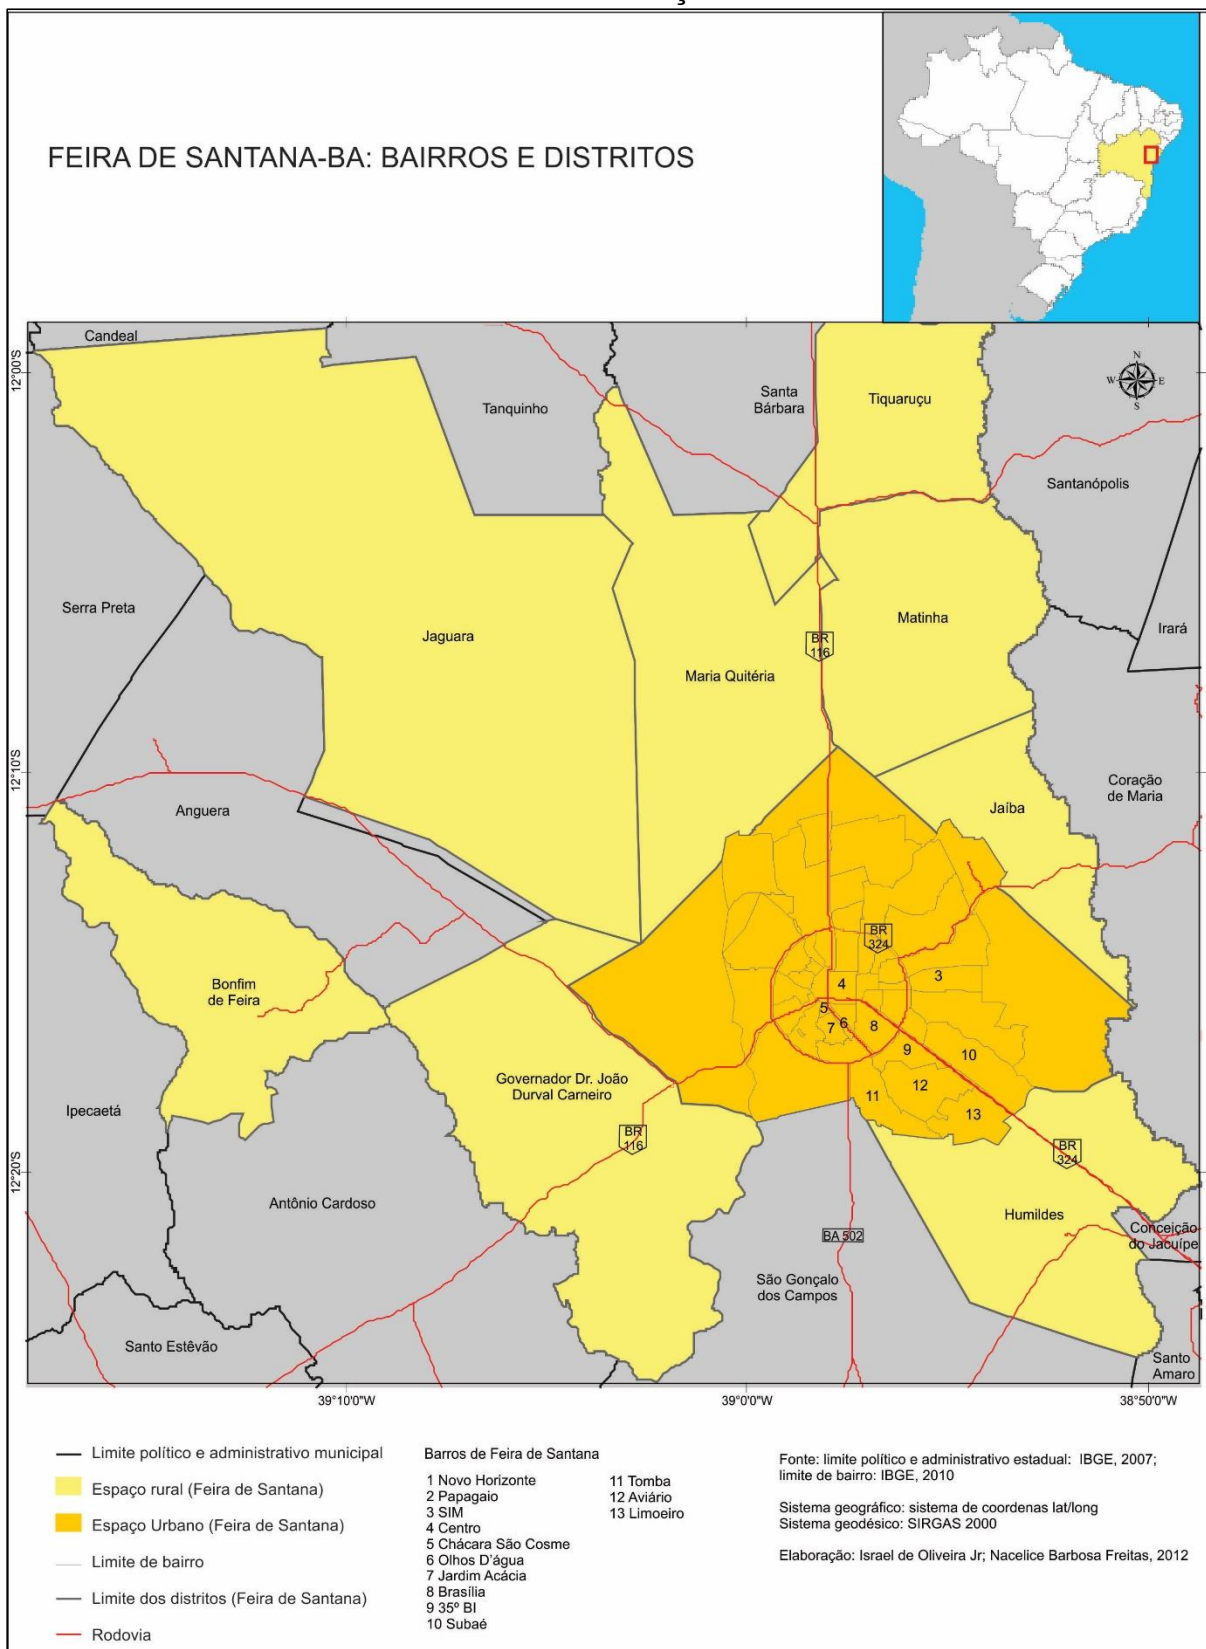 FEIRA DE SANTANA-BA: BAIRROS E DISTRITOS
Candeal
12°00'S
Tanquinho
Santa
Bárbara
Tiquaruçu
N
W
E
S
Santanópolis
Serra Preta
Jaguara
Maria Quitéria
BR
116
Matinha
Irará
12°10'S
Anguera
Jaíba
Coração
de Maria
Bonfim
de Feira
BR
324
3
4
5
6
7
8
9
10
11
12
13
Ipecaetá
Governador Dr. João
Durval Carneiro
BR
116
BR
324
12°20'S
Antônio Cardoso
Humildes
BA 502
Conceição
do Jacuípe
São Gonçalo
dos Campos
Santo Estêvão
Santo
Amaro
39°10'0"W
39°0'0"W
38°50'0"W
Limite político e administrativo municipal
Espaço rural (Feira de Santana)
Espaço Urbano (Feira de Santana)
Limite de bairro
Limite dos distritos (Feira de Santana)
Rodovia
Barros de Feira de Santana
1 Novo Horizonte
2 Papagaio
3 SIM
4 Centro
5 Chácara São Cosme
6 Olhos D'água
7 Jardim Acácia
8 Brasília
9 35º BI
10 Subaé
11 Tomba
12 Aviário
13 Limoeiro
Fonte: limite político e administrativo estadual: IBGE, 2007;
limite de bairro: IBGE, 2010
Sistema geográfico: sistema de coordenas lat/long
Sistema geodésico: SIRGAS 2000
Elaboração: Israel de Oliveira Jr; Nacelice Barbosa Freitas, 2012